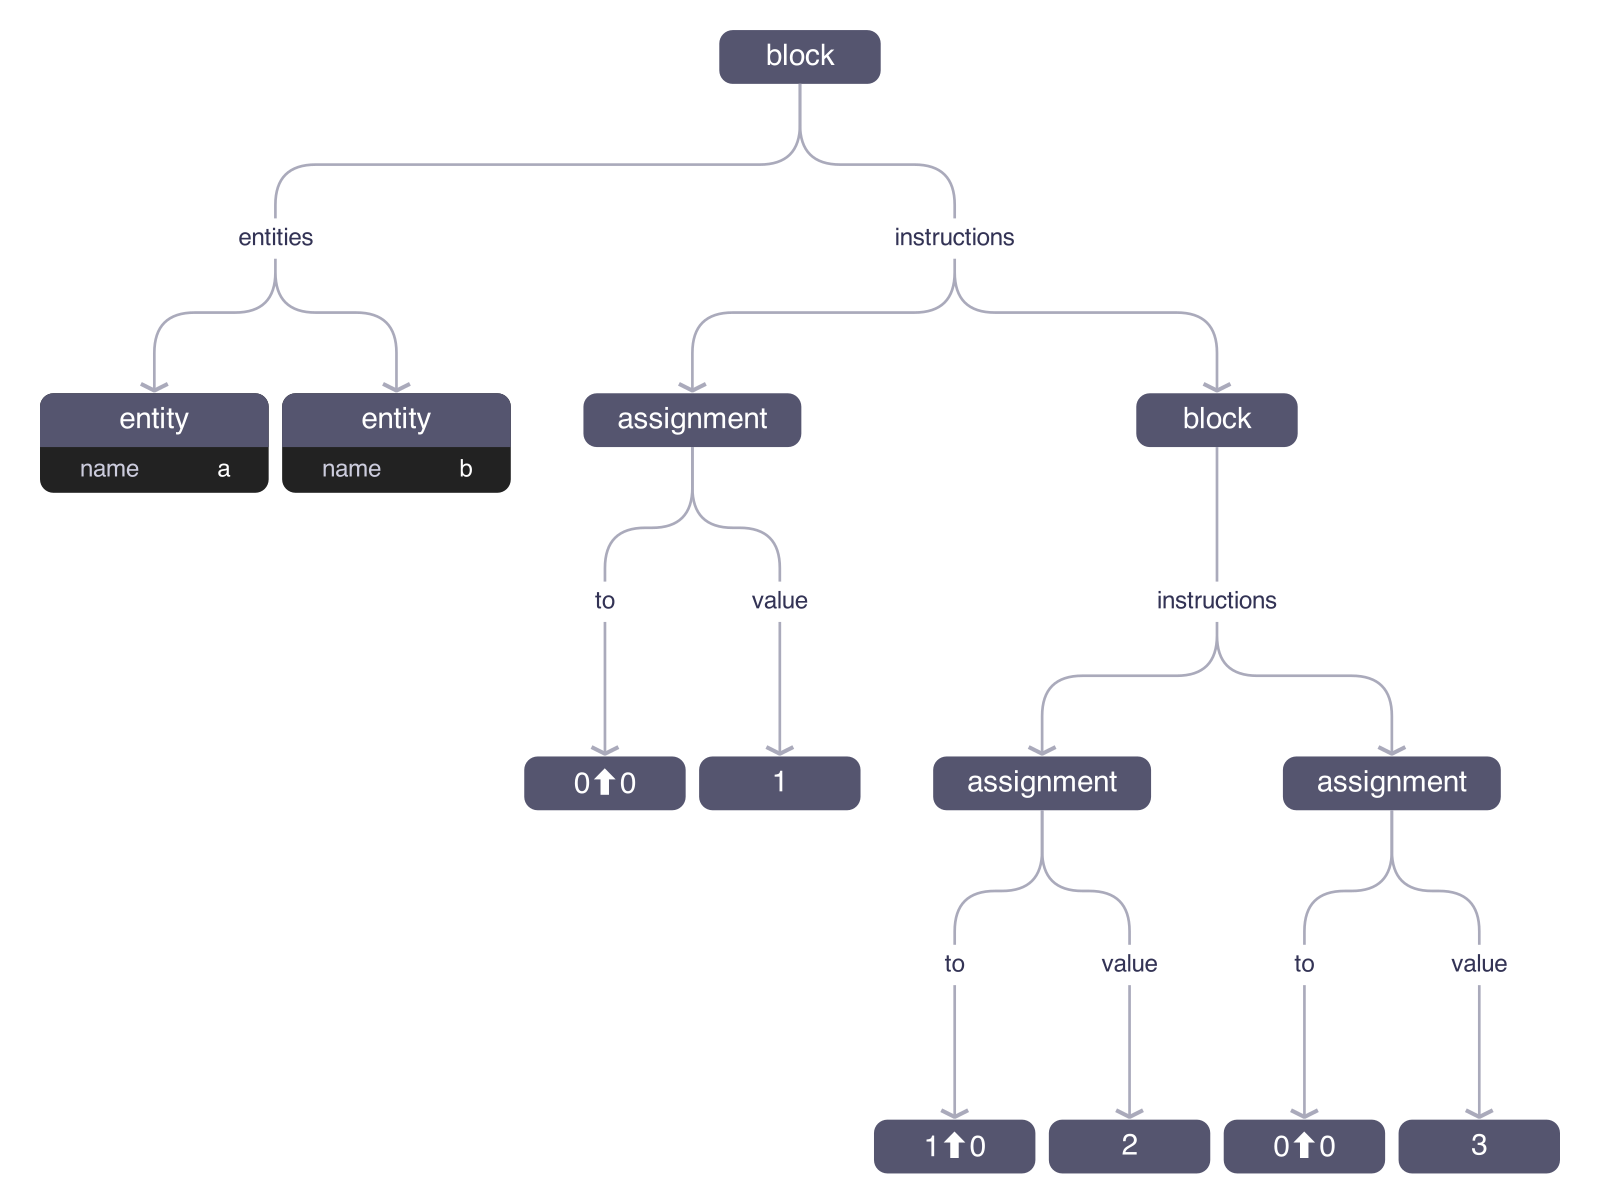 block
entities
instructions
entity
name a
entity
name b
assignment
block
to
value
instructions
0⬆0
1
assignment
assignment
to
value
to
value
1⬆0
2
0⬆0
3